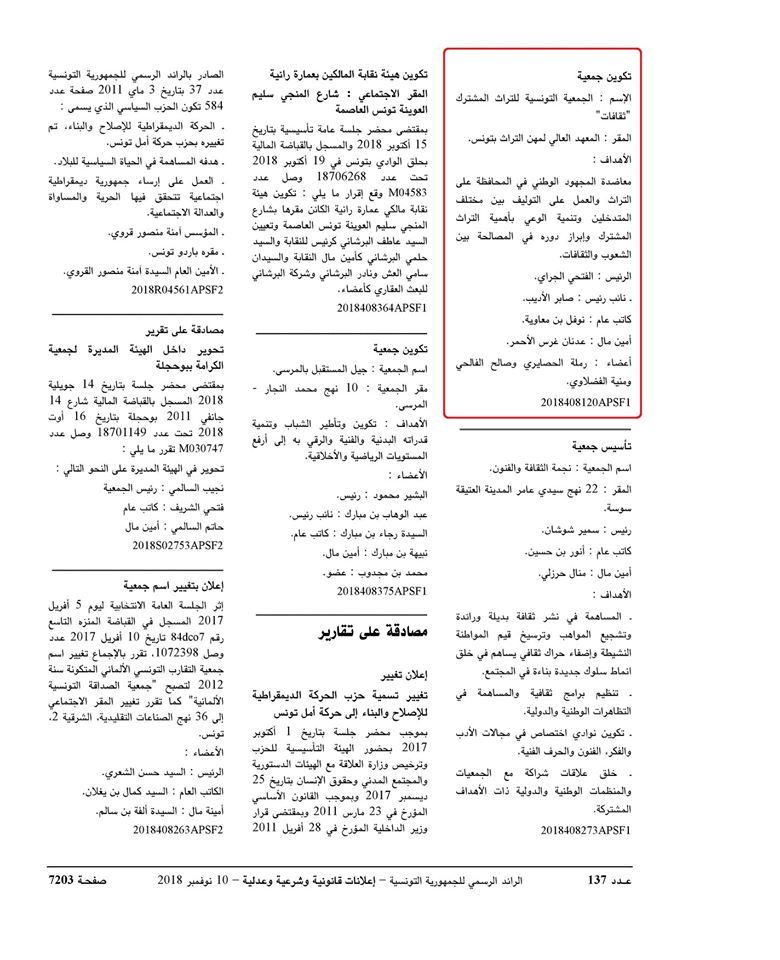 تكوين جمعية
الإسم : الجمعية التونسية للتراث المشترك
"ثقافات"
المقر : المعهد العالي لمهن التراث بتونس.
الأهداف :
معاضدة المجهود الوطني في المحافظة على
التراث والعمل على التوليف بين مختلف
المتدخلين وتنمية الوعي بأهمية التراث
المشترك وإبراز دوره في المصالحة بين
الشعوب والثقافات.
الرئيس : الفتحي الجراي.
. نائب رئيس : صابر الأديب.
كاتب عام : نوفل بن معاوية.
أمين مال : عدنان غرس الأحمر.
أعضاء : رملة الحصايري وصالح الفالحي
ومنية الفضلاوي.
2018408120APSF1
تأسيس جمعية
اسم الجمعية : نجمة الثقافة والفنون.
المقر : 22 نهج سيدي عامر المدينة العتيقة
سوسة.
رئيس : سمير شوشان.
كاتب عام : أنور بن حسين.
أمين مال : منال حرزلي.
الأهداف :
. المساهمة في نشر ثقافة بديلة ورائدة
وتشجيع المواهب وترسيخ قيم المواطنة
النشيطة وإضفاء حراك ثقافي يساهم في خلق
انماط سلوك جديدة بناءة في المجتمع.
. تنظيم برامج ثقافية والمساهمة في
التظاهرات الوطنية والدولية.
. تكوين نوادي اختصاص في مجالات الأدب
والفكر، الفنون والحرف الفنية.
. خلق علاقات شراكة مع الجمعيات
والمنظمات الوطنية والدولية ذات الأهداف
المشتركة.
2018408273APSF1
تكوين هيئة نقابة المالكين بعمارة رانية
المقر الاجتماعي : شارع المنجي سليم
العوينة تونس العاصمة
بمقتضى محضر جلسة عامة تأسيسية بتاريخ
15 أكتوبر 2018 والمسجل بالقباضة المالية
بحلق الوادي بتونس في 19 أكتوبر 2018
تحت عدد 18706268 وصل عدد
M04583 وقع إقرار ما يلي : تكوين هيئة
نقابة مالكي عمارة رانية الكائن مقرها بشارع
المنجي سليم العوينة تونس العاصمة وتعيين
السيد عاطف البرشاني كرئيس للنقابة والسيد
حلمي البرشاني كأمين مال النقابة والسيدان
سامي العش ونادر البرشاني وشركة البرشاني
للبعث العقاري كأعضاء.
2018408364APSF1
تكوين جمعية
اسم الجمعية : جيل المستقبل بالمرسى.
مقر الجمعية : 10 نهج محمد النجار -
المرسى.
الأهداف : تكوين وتأطير الشباب وتنمية
قدراته البدنية والفنية والرقي به إلى أرفع
المستويات الرياضية والأخلاقية.
الأعضاء :
البشير محمود : رئيس.
عبد الوهاب بن مبارك : نائب رئيس.
السيدة رجاء بن مبارك : كاتب عام.
نبيهة بن مبارك : أمين مال.
محمد بن مجدوب : عضو.
2018408375APSF1
مصادقة على تقارير
إعلان تغيير
تغيير تسمية حزب الحركة الديمقراطية
للإصلاح والبناء إلى حركة أمل تونس
بموجب محضر جلسة بتاريخ 1 أكتوبر
2017 بحضور الهيئة التأسيسية للحزب
وترخيص وزارة العلاقة مع الهيئات الدستورية
والمجتمع المدني وحقوق الإنسان بتاريخ 25
ديسمبر 2017 وبموجب القانون الأساسي
المؤرخ في 23 مارس 2011 وبمقتضى قرار
وزير الداخلية المؤرخ في 28 أفريل 2011
الصادر بالرائد الرسمي للجمهورية التونسية
عدد 37 بتاريخ 3 ماي 2011 صفحة عدد
584 تكون الحزب السياسي الذي يسمى :
. الحركة الديمقراطية للإصلاح والبناء، تم
تغييره بحزب حركة أمل تونس.
. هدفه المساهمة في الحياة السياسية للبلاد.
. العمل على إرساء جمهورية ديمقراطية
اجتماعية تتحقق فيها الحرية والمساواة
والعدالة الاجتماعية.
. المؤسس آمنة منصور قروي.
. مقره باردو تونس.
. الأمين العام السيدة آمنة منصور القروي.
2018R04561APSF2
مصادقة على تقرير
تحوير داخل الهيئة المديرة لجمعية
الكرامة ببوحجلة
بمقتضى محضر جلسة بتاريخ 14 جويلية
2018 المسجل بالقباضة المالية شارع 14
جانفي 2011 بوحجلة بتاريخ 16 أوت
2018 تحت عدد 18701149 وصل عدد
M030747 تقرر ما يلي :
تحوير في الهيئة المديرة على النحو التالي :
نجيب السالمي : رئيس الجمعية
فتحي الشريف : كاتب عام
حاتم السالمي : أمين مال
2018S02753APSF2
إعلان بتغيير اسم جمعية
إثر الجلسة العامة الانتخابية ليوم 5 أفريل
2017 المسجل في القباضة المنزه التاسع
رقم 84dco7 تاريخ 10 أفريل 2017 عدد
وصل 1072398، تقرر بالإجماع تغيير اسم
جمعية التقارب التونسي الألماني المتكونة سنة
2012 لتصبح "جمعية الصداقة التونسية
الألمانية" كما تقرر تغيير المقر الاجتماعي
إلى 36 نهج الصناعات التقليدية، الشرقية 2،
تونس.
الأعضاء :
الرئيس : السيد حسن الشعري.
الكاتب العام : السيد كمال بن يغلان.
أمينة مال : السيدة ألفة بن سالم.
2018408263APSF2
عـدد 137 الرائد الرسمي للجمهورية التونسية – إعلانات قانونية وشرعية وعدلية – 10 نوفمبر 2018 صفحـة 7203